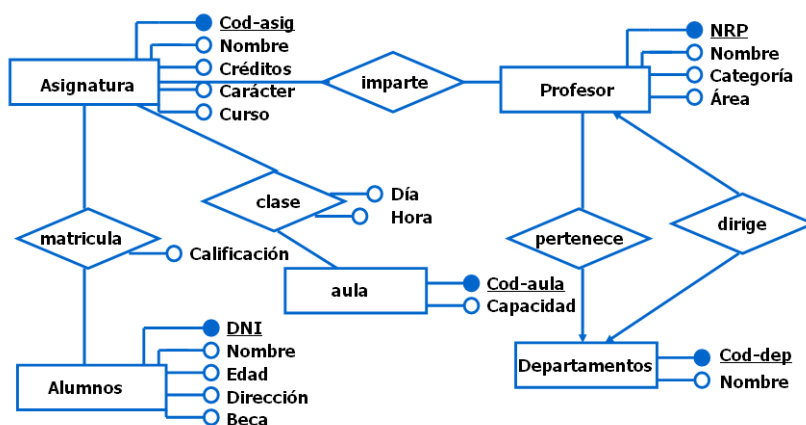 Asignatura
Cod-asig
Nombre
Créditos
Carácter
Curso
imparte
Profesor
NRP
Nombre
Categoría
Área
matricula
Calificación
clase
Día
Hora
pertenece
dirige
aula
Cod-aula
Capacidad
Alumnos
DNI
Nombre
Edad
Dirección
Beca
Departamentos
Cod-dep
Nombre